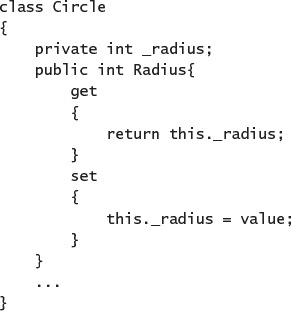 class Circle
{
    private int _radius;
    public int Radius{
        get
        {
            return this._radius;
        }
        set
        {
            this._radius = value;
        }
    }
    ...
}